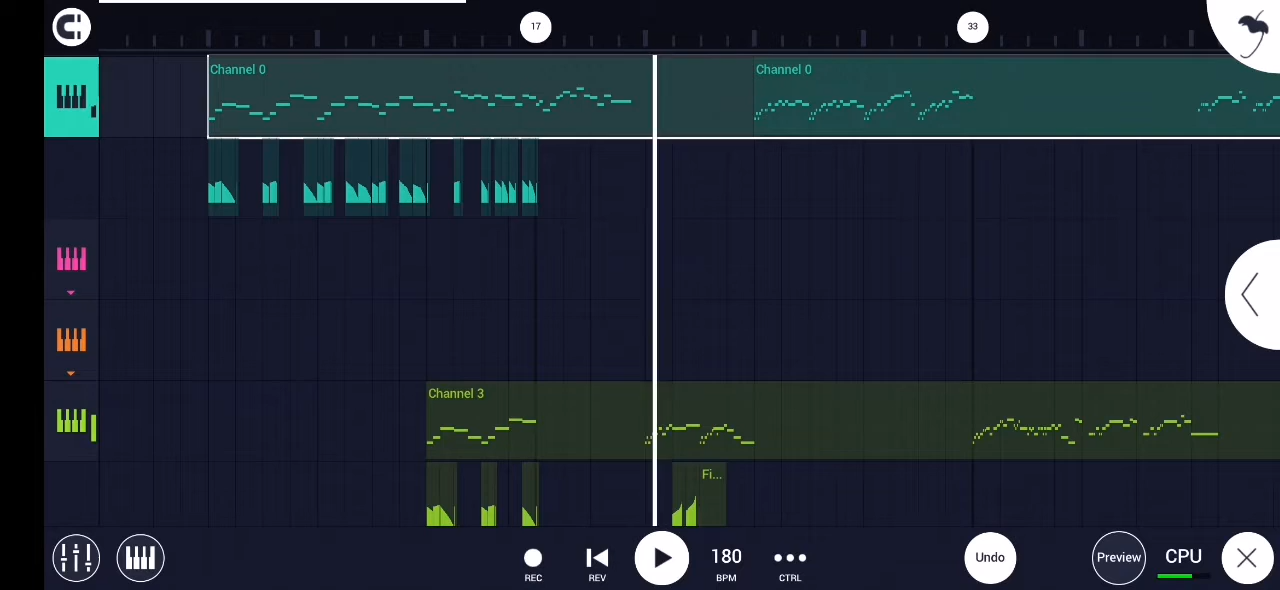 17
33
Channel 0
Channel 0
Channel 3
Fi...
REC
REV
180
BPM
CTRL
Undo
Preview
CPU